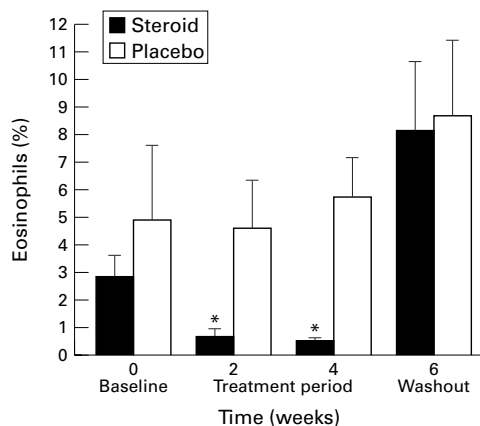 Steroid
Placebo
12
11
10
9
8
7
6
5
4
3
2
1
0
Eosinophils (%)
*
*
0
2
4
6
Baseline
Treatment period
Washout
Time (weeks)